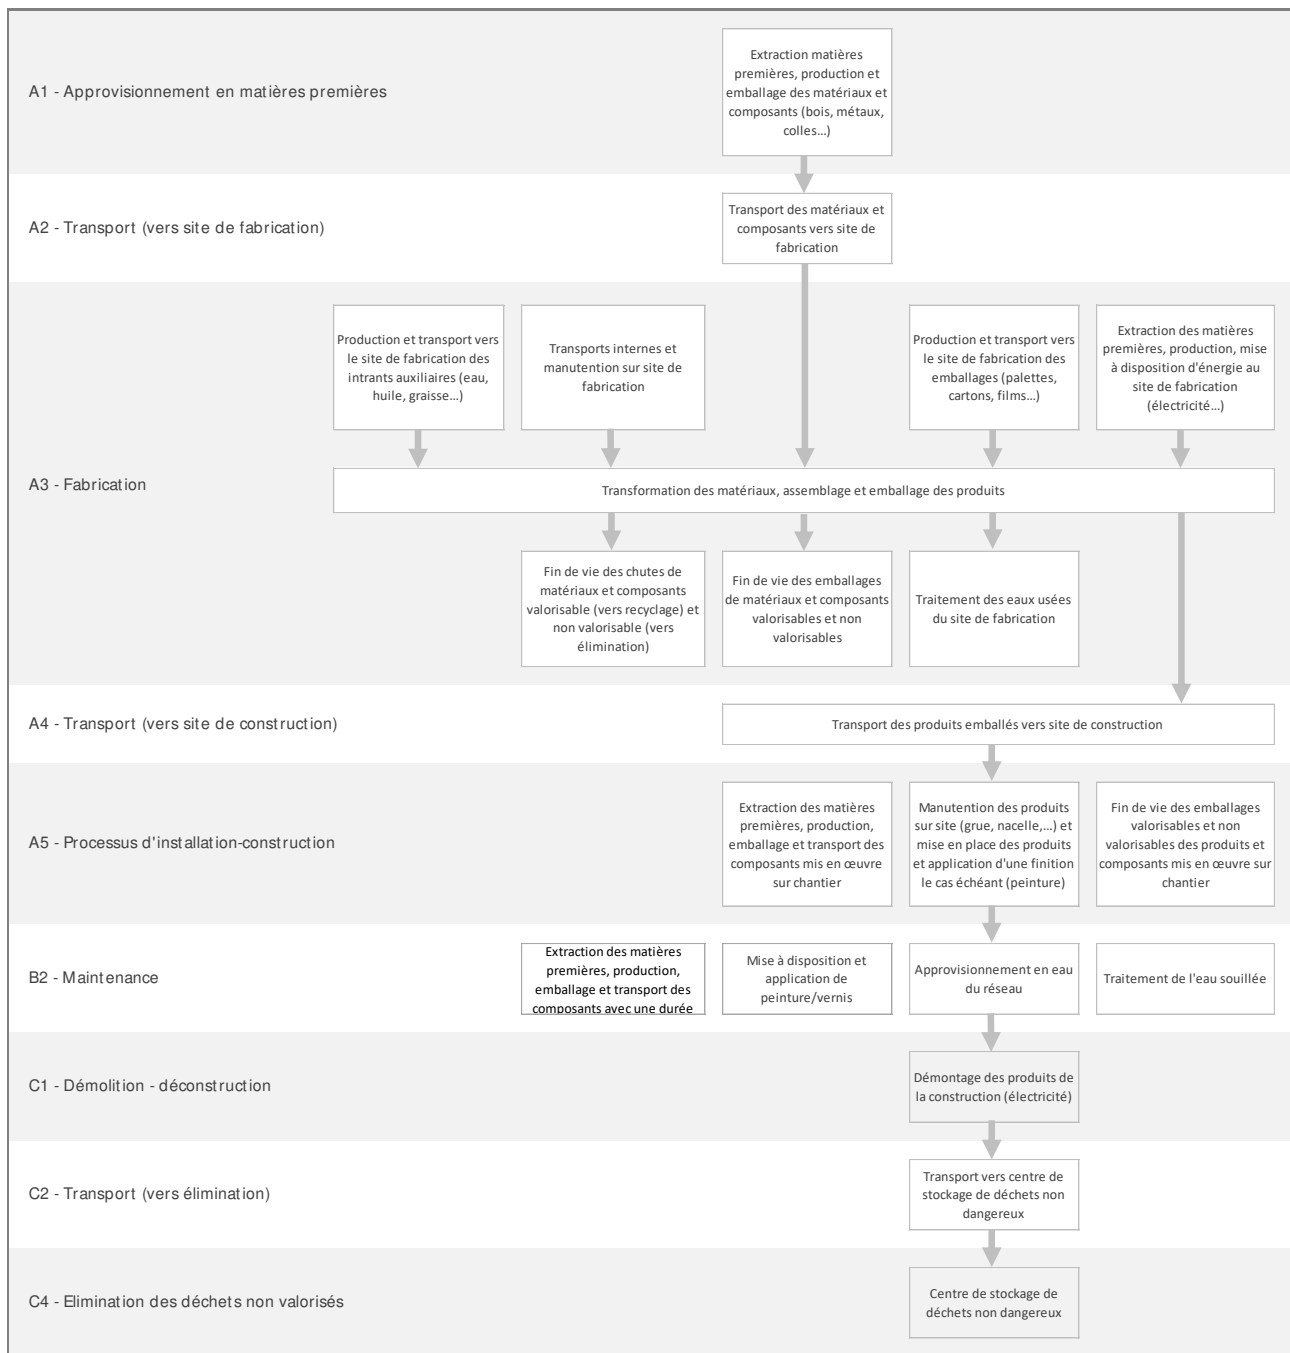 A1 - Approvisionnement en matières premières
Extraction matières
premières, production et
emballage des matériaux et
composants (bois, métaux,
colles…)
A2 - Transport (vers site de fabrication)
Transport des matériaux et
composants vers site de
fabrication
A3 - Fabrication
Production et transport vers
le site de fabrication des
intrants auxiliaires (eau,
huile, graisse…)
Transports internes et
manutention sur site de
fabrication
Production et transport vers
le site de fabrication des
emballages (palettes,
cartons, films…)
Extraction des matières
premières, production, mise
à disposition d'énergie au
site de fabrication
(électricité…)
Transformation des matériaux, assemblage et emballage des produits
Fin de vie des chutes de
matériaux et composants
valorisable (vers recyclage) et
non valorisable (vers
élimination)
Fin de vie des emballages
de matériaux et composants
valorisables et non
valorisables
Traitement des eaux usées
du site de fabrication
A4 - Transport (vers site de construction)
Transport des produits emballés vers site de construction
A5 - Processus d'installation-construction
Extraction des matières
premières, production,
emballage et transport des
composants mis en œuvre
sur chantier
Manutention des produits
sur site (grue, nacelle,…) et
mise en place des produits
et application d'une finition
le cas échéant (peinture)
Fin de vie des emballages
valorisables et non
valorisables des produits et
composants mis en œuvre sur
chantier
B2 - Maintenance
Extraction des matières
premières, production,
emballage et transport des
composants avec une durée
Mise à disposition et
application de
peinture/vernis
Approvisionnement en eau
du réseau
Traitement de l'eau souillée
C1 - Démolition - déconstruction
Démontage des produits de
la construction (électricité)
C2 - Transport (vers élimination)
Transport vers centre de
stockage de déchets non
dangereux
C4 - Elimination des déchets non valorisés
Centre de stockage de
déchets non dangereux